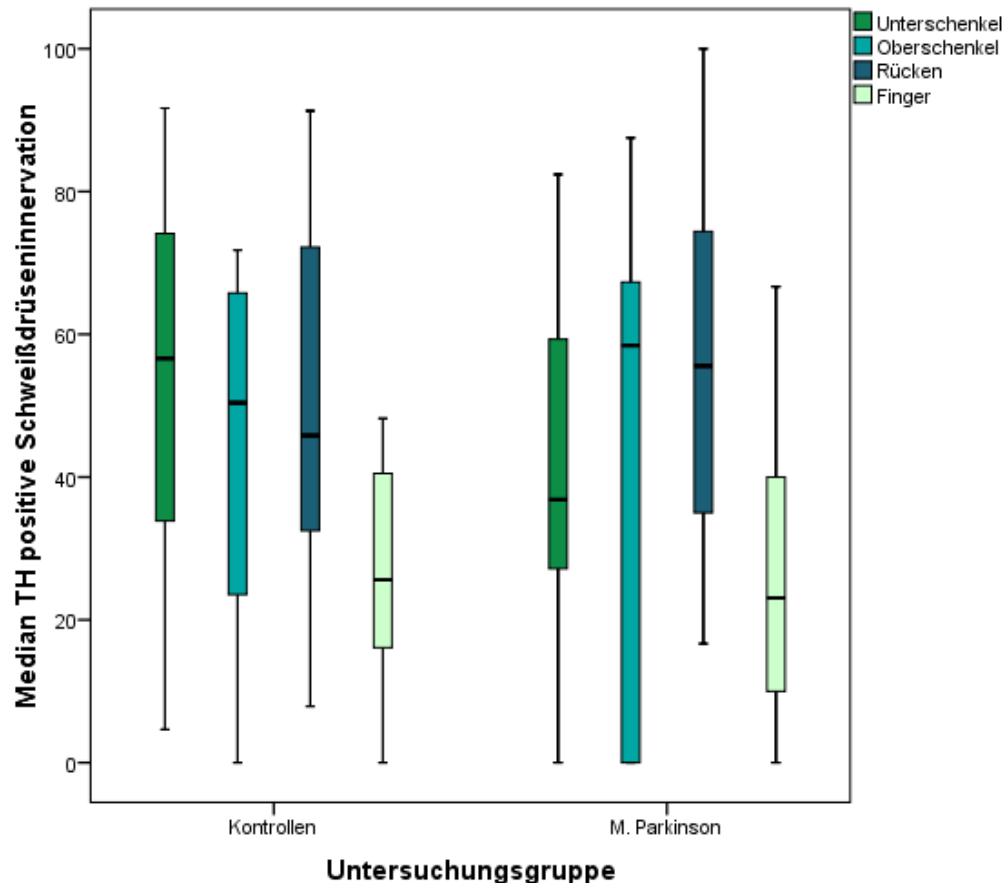 Unterschenkel
Oberschenkel
Rücken
Finger
Median TH positive Schweißdrüseninnervation
100
80
60
40
20
0
Kontrollen
M. Parkinson
Untersuchungsgruppe